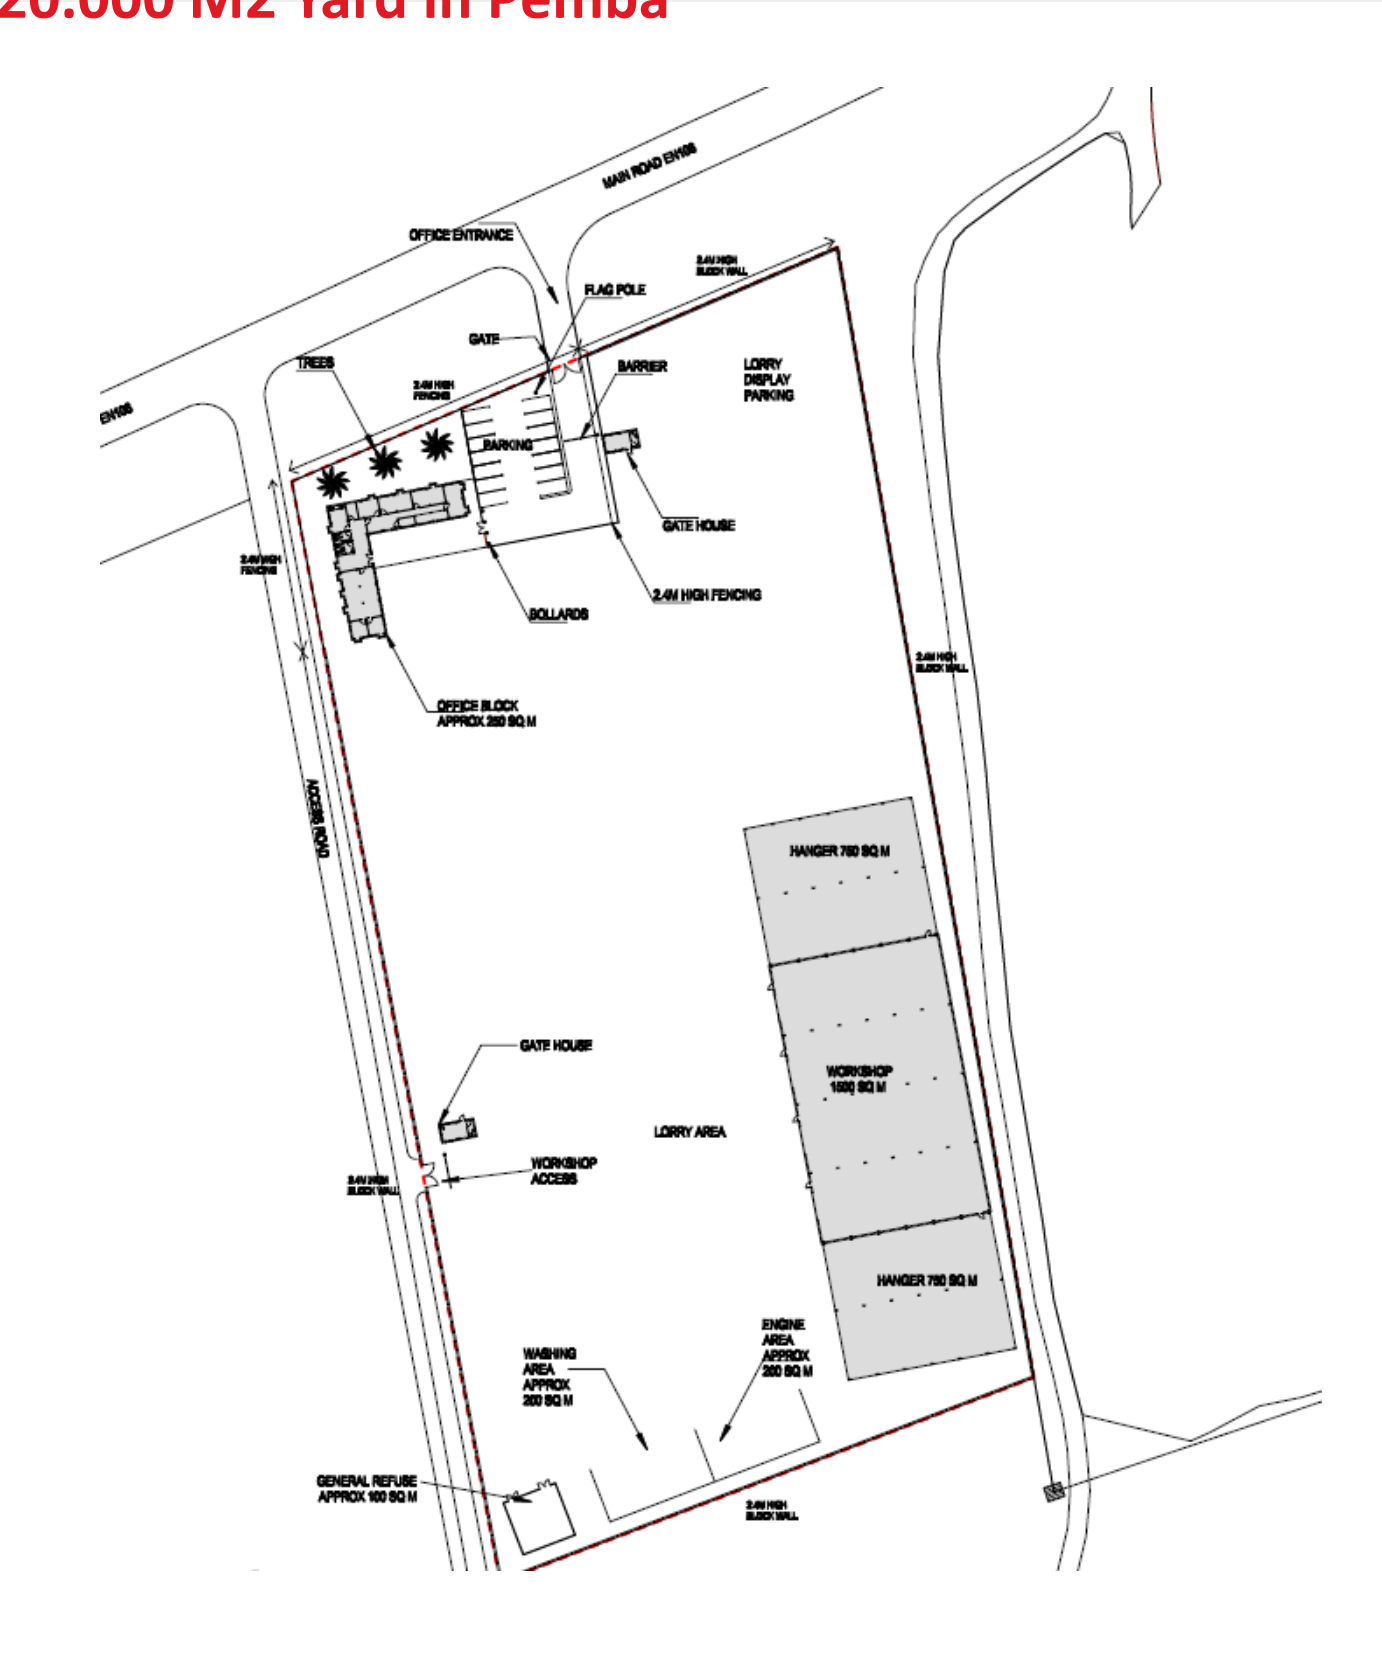 20.000 M2 Yard in Pemba
MAIN ROAD EN106
OFFICE ENTRANCE
2.4M HIGH
BLOCK WALL
FLAG POLE
GATE
TREES
BARRIER
LORRY
DISPLAY
PARKING
2.4M HIGH
FENCING
EN106
PARKING
GATE HOUSE
2.4M HIGH
FENCING
2.4M HIGH FENCING
BOLLARDS
2.4M HIGH
BLOCK WALL
OFFICE BLOCK
APPROX 250 SQ M
ACCESS ROAD
HANGER 750 SQ M
GATE HOUSE
WORKSHOP
1500 SQ M
LORRY AREA
WORKSHOP
ACCESS
2.4M HIGH
BLOCK WALL
HANGER 750 SQ M
ENGINE
AREA
APPROX
200 SQ M
WASHING
AREA
APPROX
200 SQ M
GENERAL REFUSE
APPROX 100 SQ M
2.4M HIGH
BLOCK WALL